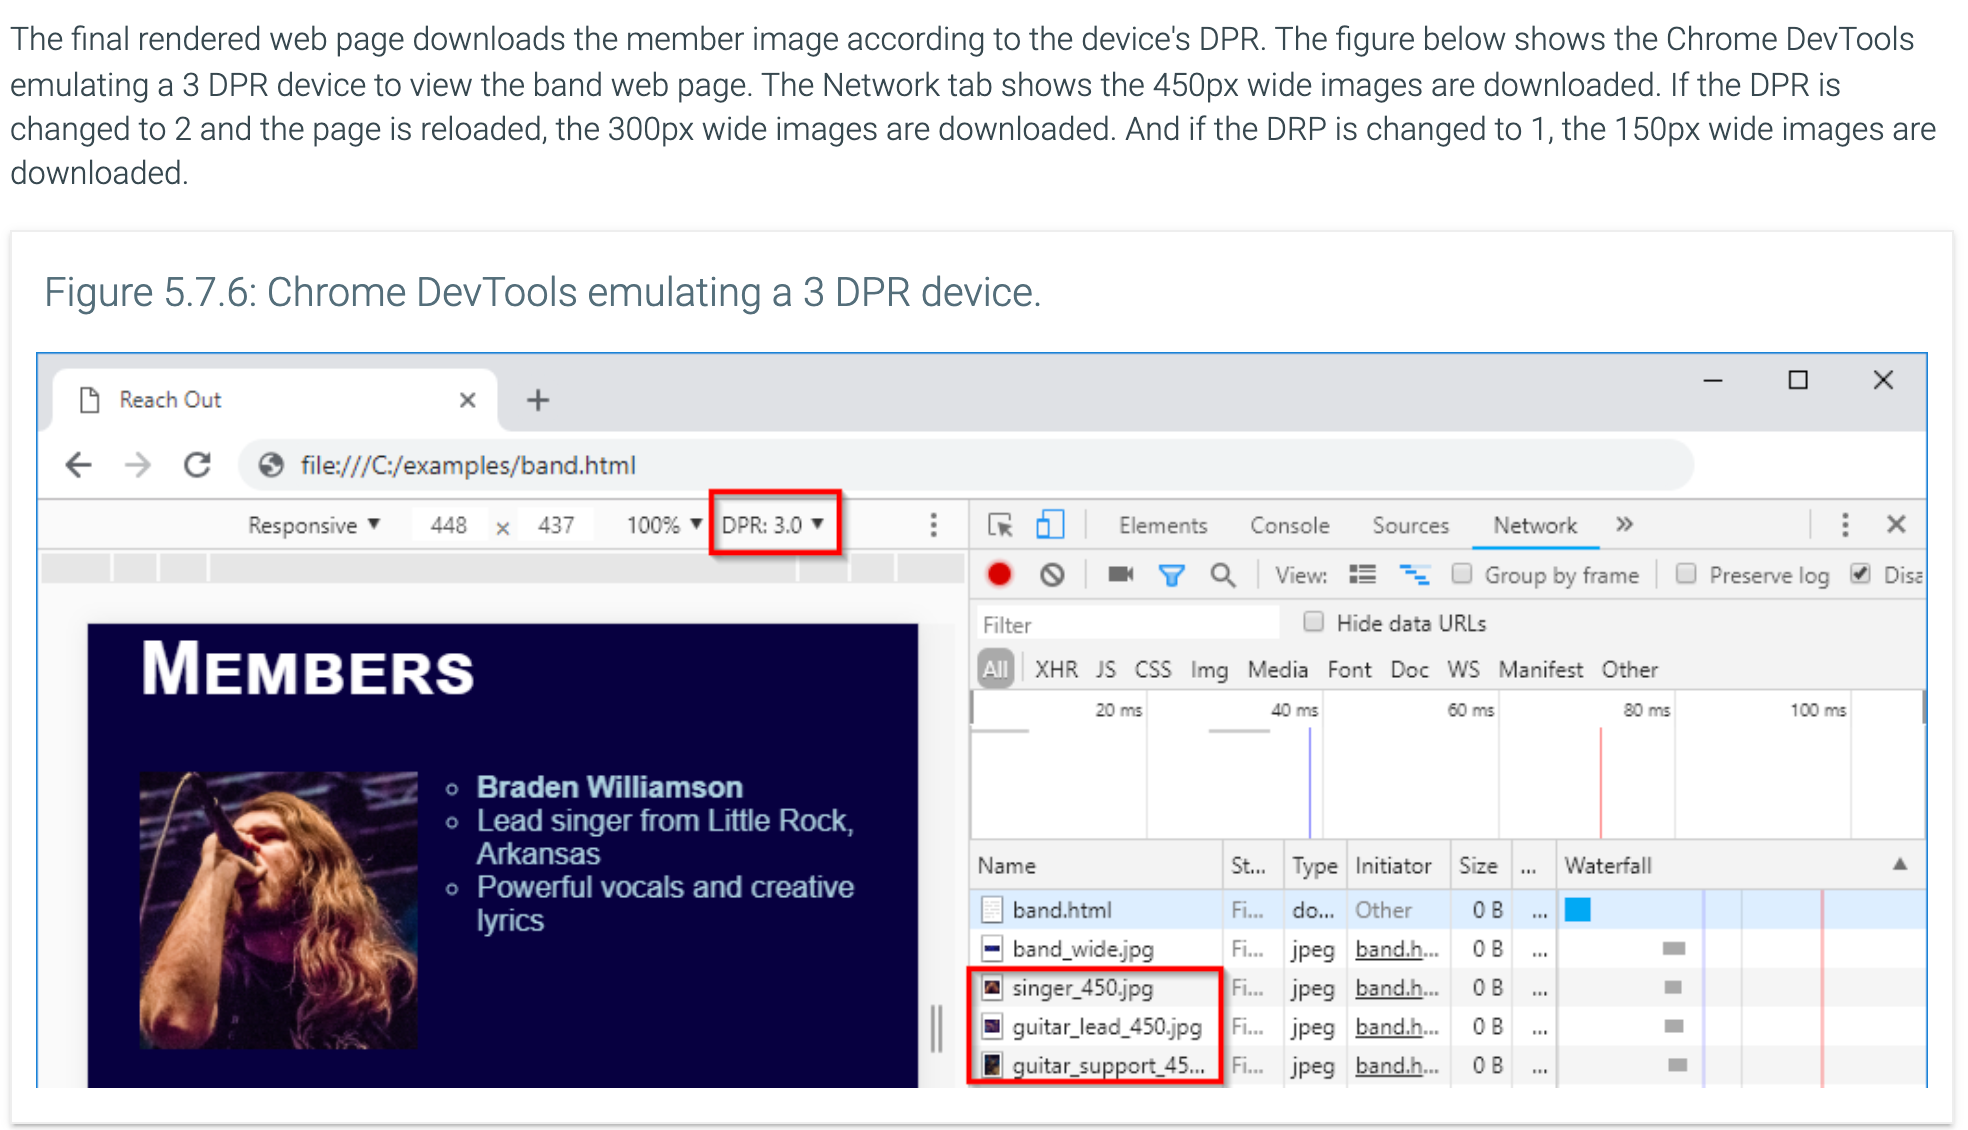 The final rendered web page downloads the member image according to the device's DPR. The figure below shows the Chrome DevTools
emulating a 3 DPR device to view the band web page. The Network tab shows the 450px wide images are downloaded. If the DPR is
changed to 2 and the page is reloaded, the 300px wide images are downloaded. And if the DRP is changed to 1, the 150px wide images are
downloaded.
Figure 5.7.6: Chrome DevTools emulating a 3 DPR device.
Reach Out
file:///C:/examples/band.html
Responsive ▼ 448 x 437 100% ▼ DPR: 3.0 ▼
Elements Console Sources Network »
View: Group by frame Preserve log Disa
Filter Hide data URLs
All XHR JS CSS Img Media Font Doc WS Manifest Other
20 ms 40 ms 60 ms 80 ms 100 ms
MEMBERS
Braden Williamson
Lead singer from Little Rock,
Arkansas
Powerful vocals and creative
lyrics
Name St... Type Initiator Size ... Waterfall ▲
band.html Fi... do... Other 0 B ...
band_wide.jpg Fi... jpeg band.h... 0 B ...
singer_450.jpg Fi... jpeg band.h... 0 B ...
guitar_lead_450.jpg Fi... jpeg band.h... 0 B ...
guitar_support_45... Fi... jpeg band.h... 0 B ...